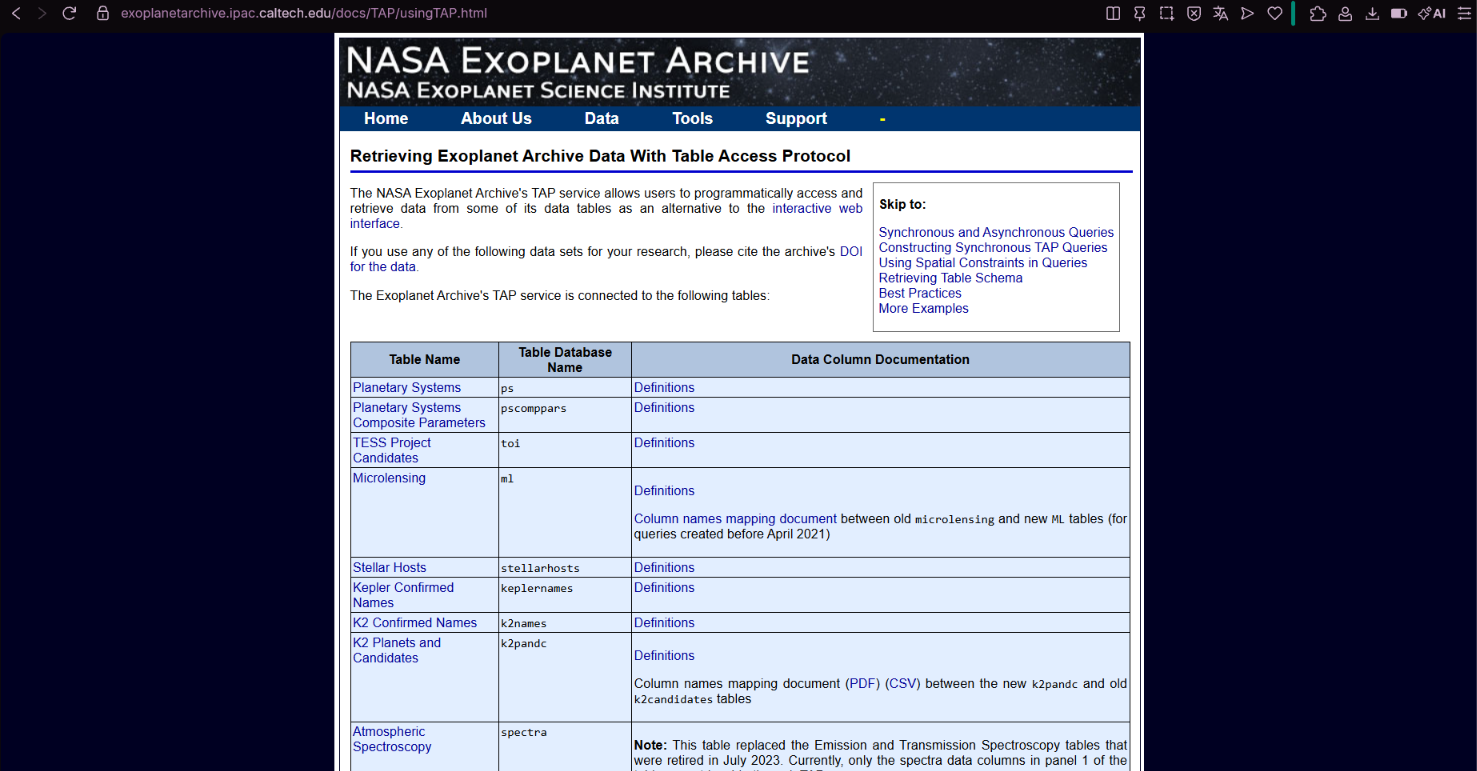 exoplanetarchive.ipac.caltech.edu/docs/TAP/usingTAP.html
AI
NASA EXOPLANET ARCHIVE
NASA EXOPLANET SCIENCE INSTITUTE
Home About Us Data Tools Support -
Retrieving Exoplanet Archive Data With Table Access Protocol
The NASA Exoplanet Archive's TAP service allows users to programmatically access and
retrieve data from some of its data tables as an alternative to the interactive web
interface.
If you use any of the following data sets for your research, please cite the archive's DOI
for the data.
The Exoplanet Archive's TAP service is connected to the following tables:
Skip to:
Synchronous and Asynchronous Queries
Constructing Synchronous TAP Queries
Using Spatial Constraints in Queries
Retrieving Table Schema
Best Practices
More Examples
Table Name
Table Database
Name
Data Column Documentation
Planetary Systems
ps
Definitions
Planetary Systems
Composite Parameters
pscomppars
Definitions
TESS Project
Candidates
toi
Definitions
Microlensing
ml
Definitions
Column names mapping document between old microlensing and new ML tables (for
queries created before April 2021)
Stellar Hosts
stellarhosts
Definitions
Kepler Confirmed
Names
keplernames
Definitions
K2 Confirmed Names
k2names
Definitions
K2 Planets and
Candidates
k2pandc
Definitions
Column names mapping document (PDF) (CSV) between the new k2pandc and old
k2candidates tables
Atmospheric
Spectroscopy
spectra
Note: This table replaced the Emission and Transmission Spectroscopy tables that
were retired in July 2023. Currently, only the spectra data columns in panel 1 of the